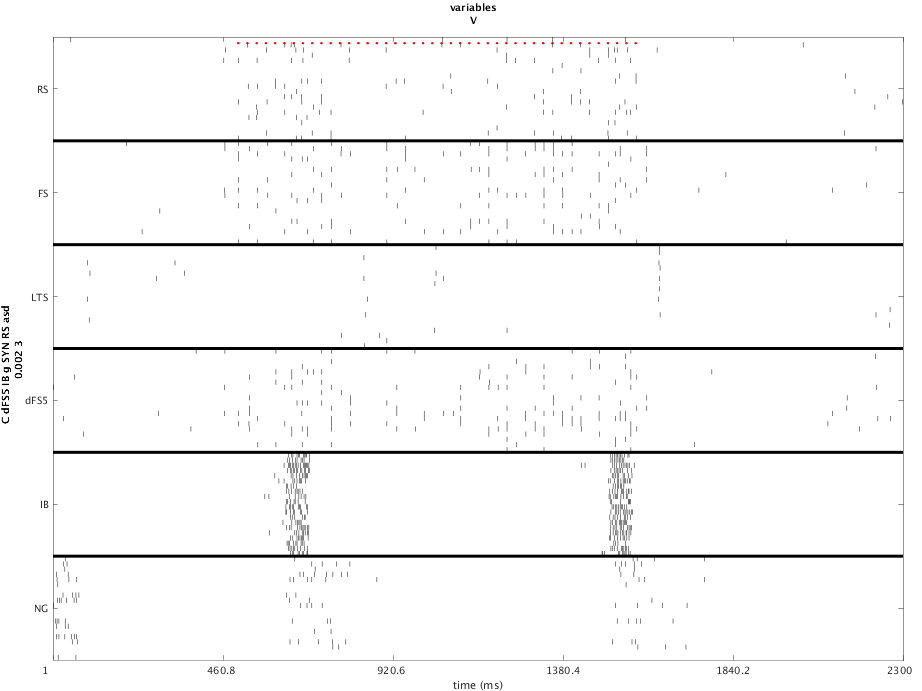 variables
V
RS
FS
LTS
dFS5
IB
NG
C dFS5 IB g SYN RS asd
0.002 3
1
460.8
920.6
1380.4
1840.2
2300
time (ms)